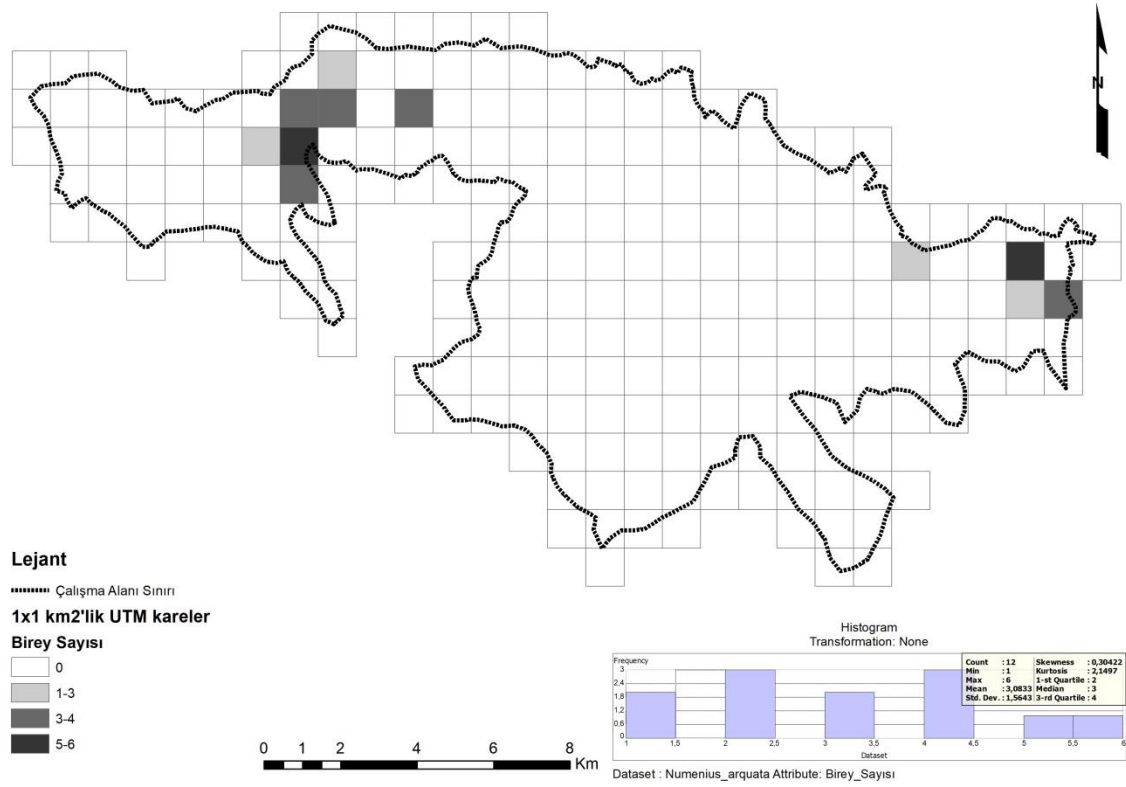 N
Lejant
Çalışma Alanı Sınırı
1x1 km2'lik UTM kareler
Birey Sayısı
0
1-3
3-4
5-6
0 1 2 4 6 8
Km
Histogram
Transformation: None
Frequency
3
2,4
1,8
1,2
0,6
0
1 1,5 2 2,5 3 3,5 4 4,5 5 5,5 6
Dataset
Count : 12 Skewness : 0,30422
Min : 1 Kurtosis : 2,1497
Max : 6 1-st Quartile : 2
Mean : 3,0833 Median : 3
Std. Dev. : 1,5643 3-rd Quartile : 4
Dataset : Numenius_arquata Attribute: Birey_Sayısı